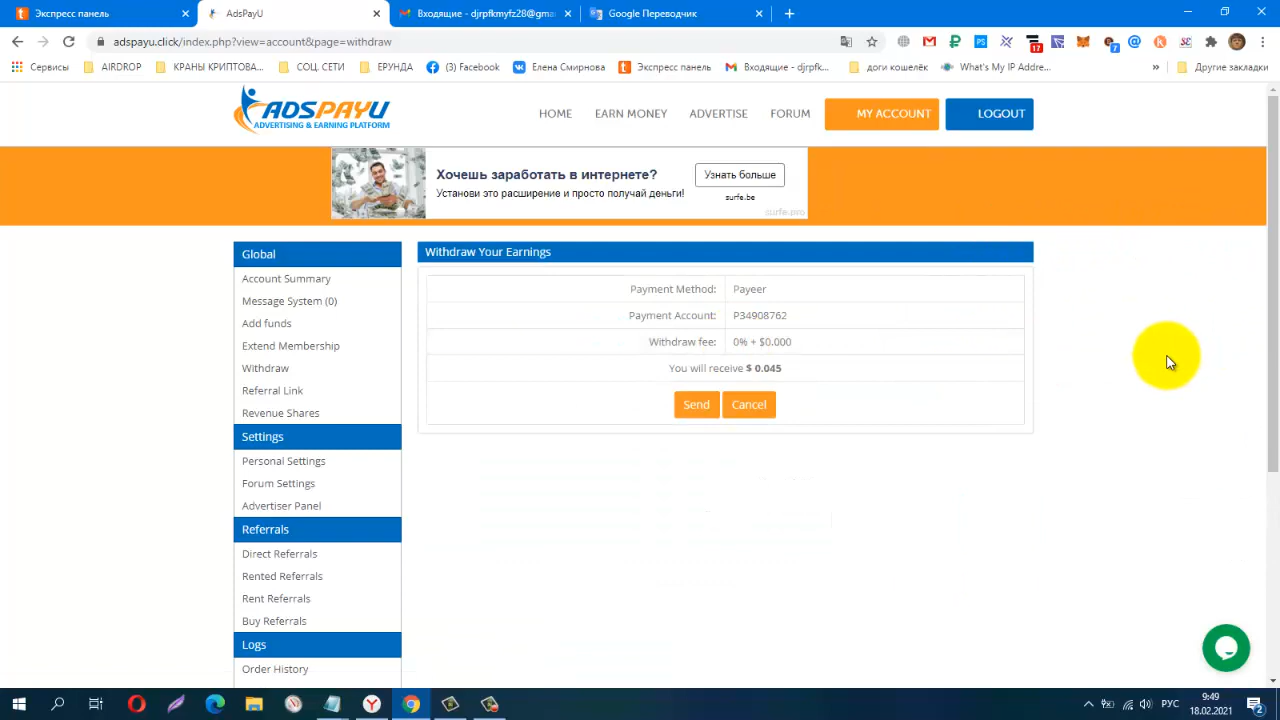 Экспресс панель
AdsPayU
Входящие - djrpfkmyfz28@gma
Google Переводчик
adspayu.click/index.php?view=account&page=withdraw
17
7
Сервисы
AIRDROP
КРАНЫ КРИПТОВА...
СОЦ. СЕТИ
ЕРУНДА
(3) Facebook
Елена Смирнова
Экспресс панель
Входящие - djrpfk...
доги кошелёк
What's My IP Addre...
»
Другие закладки
ADSPAYU
ADVERTISING & EARNING PLATFORM
HOME
EARN MONEY
ADVERTISE
FORUM
MY ACCOUNT
LOGOUT
Хочешь заработать в интернете?
Установи это расширение и просто получай деньги!
Узнать больше
surfe.be
surfe.pro
Global
Account Summary
Message System (0)
Add funds
Extend Membership
Withdraw
Referral Link
Revenue Shares
Settings
Personal Settings
Forum Settings
Advertiser Panel
Referrals
Direct Referrals
Rented Referrals
Rent Referrals
Buy Referrals
Logs
Order History
Withdraw Your Earnings
Payment Method: Payeer
Payment Account: P34908762
Withdraw fee: 0% + $0.000
You will receive $ 0.045
Send
Cancel
РУС
9:49
18.02.2021
2